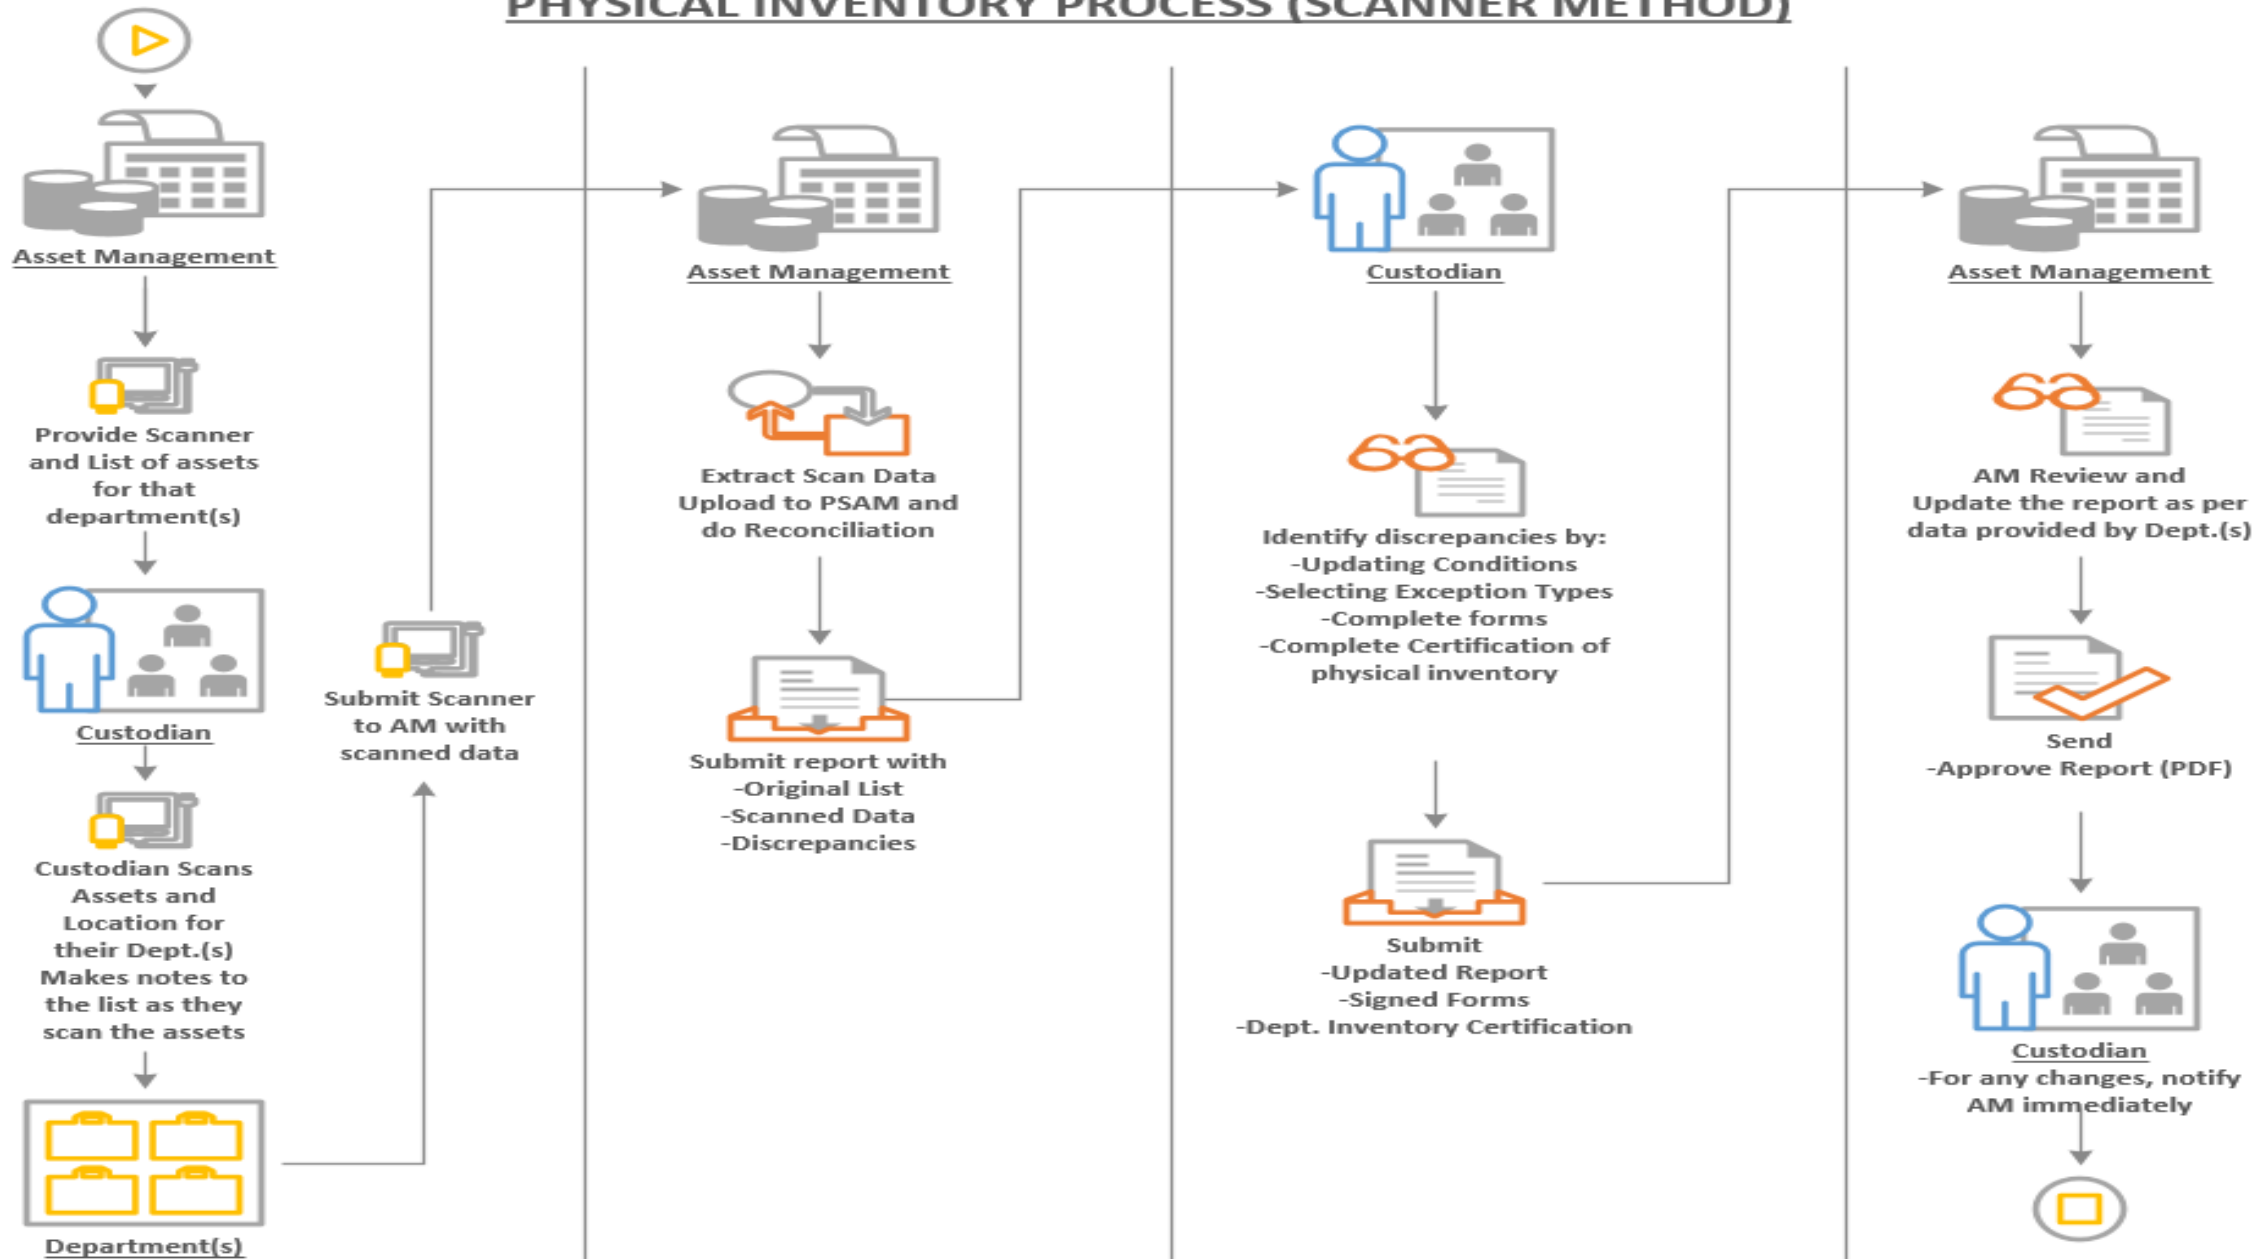 PHYSICAL INVENTORY PROCESS (SCANNER METHOD)
Asset Management
Provide Scanner
and List of assets
for that
department(s)
Custodian
Custodian Scans
Assets and
Location for
their Dept.(s)
Makes notes to
the list as they
scan the assets
Department(s)
Submit Scanner
to AM with
scanned data
Asset Management
Extract Scan Data
Upload to PSAM and
do Reconciliation
Submit report with
-Original List
-Scanned Data
-Discrepancies
Custodian
Identify discrepancies by:
-Updating Conditions
-Selecting Exception Types
-Complete forms
-Complete Certification of
physical inventory
Submit
-Updated Report
-Signed Forms
-Dept. Inventory Certification
Asset Management
AM Review and
Update the report as per
data provided by Dept.(s)
Send
-Approve Report (PDF)
Custodian
-For any changes, notify
AM immediately